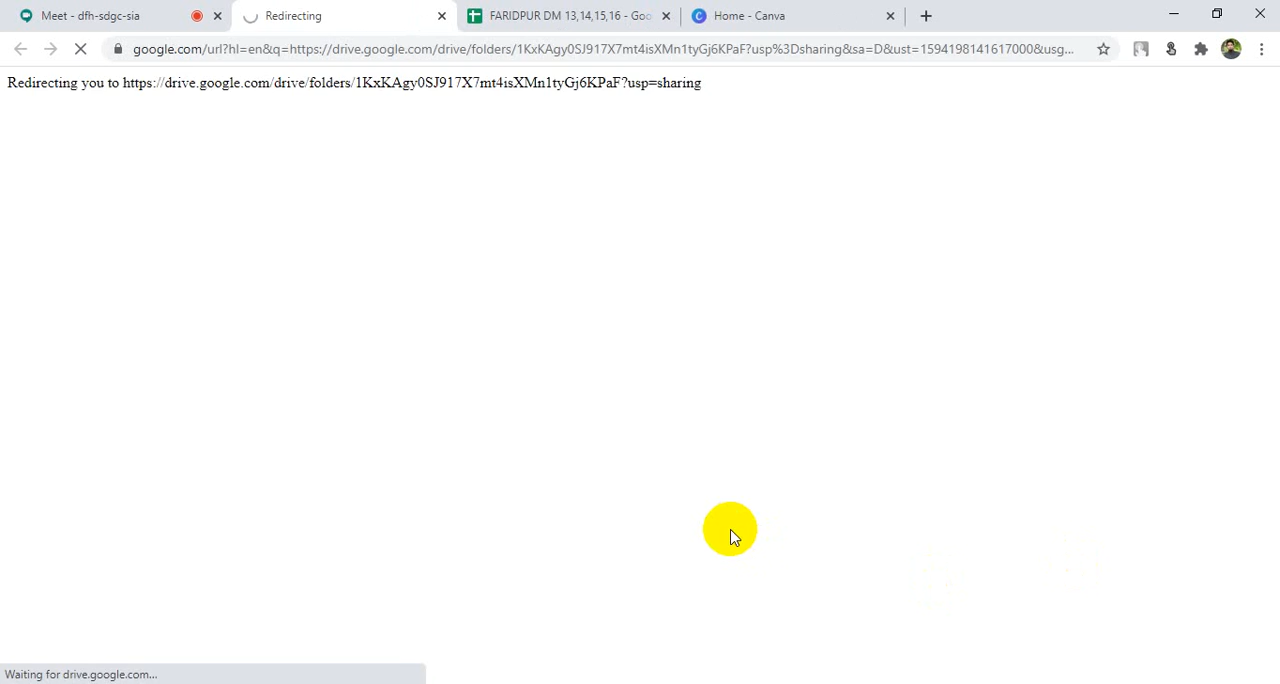 Meet - dfh-sdgc-sia
Redirecting
FARIDPUR DM 13,14,15,16 - Goo
Home - Canva
google.com/url?hl=en&q=https://drive.google.com/drive/folders/1KxKAgy0SJ917X7mt4isXMn1tyGj6KPaF?usp%3Dsharing&sa=D&ust=1594198141617000&usg...
Redirecting you to https://drive.google.com/drive/folders/1KxKAgy0SJ917X7mt4isXMn1tyGj6KPaF?usp=sharing
Waiting for drive.google.com...